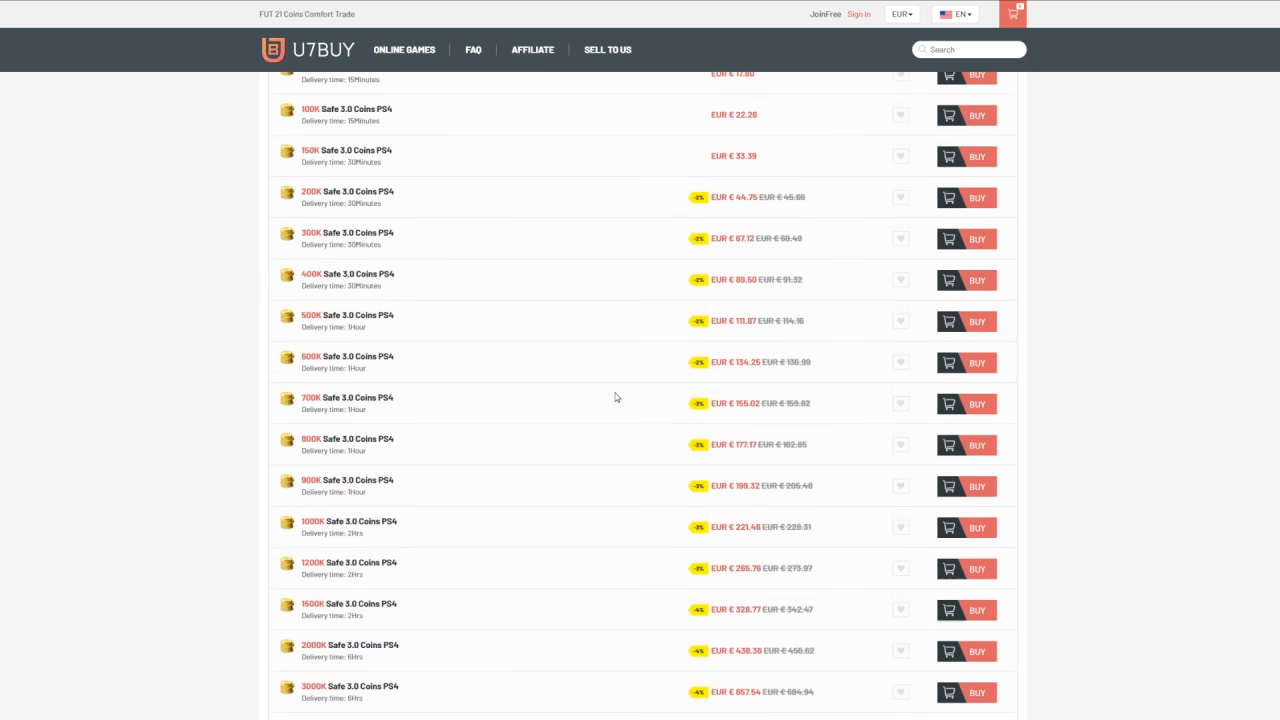 FUT 21 Coins Comfort Trade
JoinFree Sign In EUR EN 0
U7BUY ONLINE GAMES FAQ AFFILIATE SELL TO US Search
EUR € 17.80 BUY
Delivery time: 15Minutes
100K Safe 3.0 Coins PS4
Delivery time: 15Minutes
EUR € 22.26 BUY
150K Safe 3.0 Coins PS4
Delivery time: 30Minutes
EUR € 33.39 BUY
200K Safe 3.0 Coins PS4
Delivery time: 30Minutes
-2% EUR € 44.75 EUR € 45.66 BUY
300K Safe 3.0 Coins PS4
Delivery time: 30Minutes
-2% EUR € 67.12 EUR € 68.49 BUY
400K Safe 3.0 Coins PS4
Delivery time: 30Minutes
-2% EUR € 89.50 EUR € 91.32 BUY
500K Safe 3.0 Coins PS4
Delivery time: 1Hour
-2% EUR € 111.87 EUR € 114.16 BUY
600K Safe 3.0 Coins PS4
Delivery time: 1Hour
-2% EUR € 134.25 EUR € 136.99 BUY
700K Safe 3.0 Coins PS4
Delivery time: 1Hour
-3% EUR € 155.02 EUR € 159.82 BUY
800K Safe 3.0 Coins PS4
Delivery time: 1Hour
-3% EUR € 177.17 EUR € 182.65 BUY
900K Safe 3.0 Coins PS4
Delivery time: 1Hour
-3% EUR € 199.32 EUR € 205.48 BUY
1000K Safe 3.0 Coins PS4
Delivery time: 2Hrs
-3% EUR € 221.46 EUR € 228.31 BUY
1200K Safe 3.0 Coins PS4
Delivery time: 2Hrs
-3% EUR € 265.76 EUR € 273.97 BUY
1500K Safe 3.0 Coins PS4
Delivery time: 2Hrs
-4% EUR € 328.77 EUR € 342.47 BUY
2000K Safe 3.0 Coins PS4
Delivery time: 6Hrs
-4% EUR € 438.36 EUR € 456.62 BUY
3000K Safe 3.0 Coins PS4
Delivery time: 6Hrs
-4% EUR € 657.54 EUR € 684.94 BUY